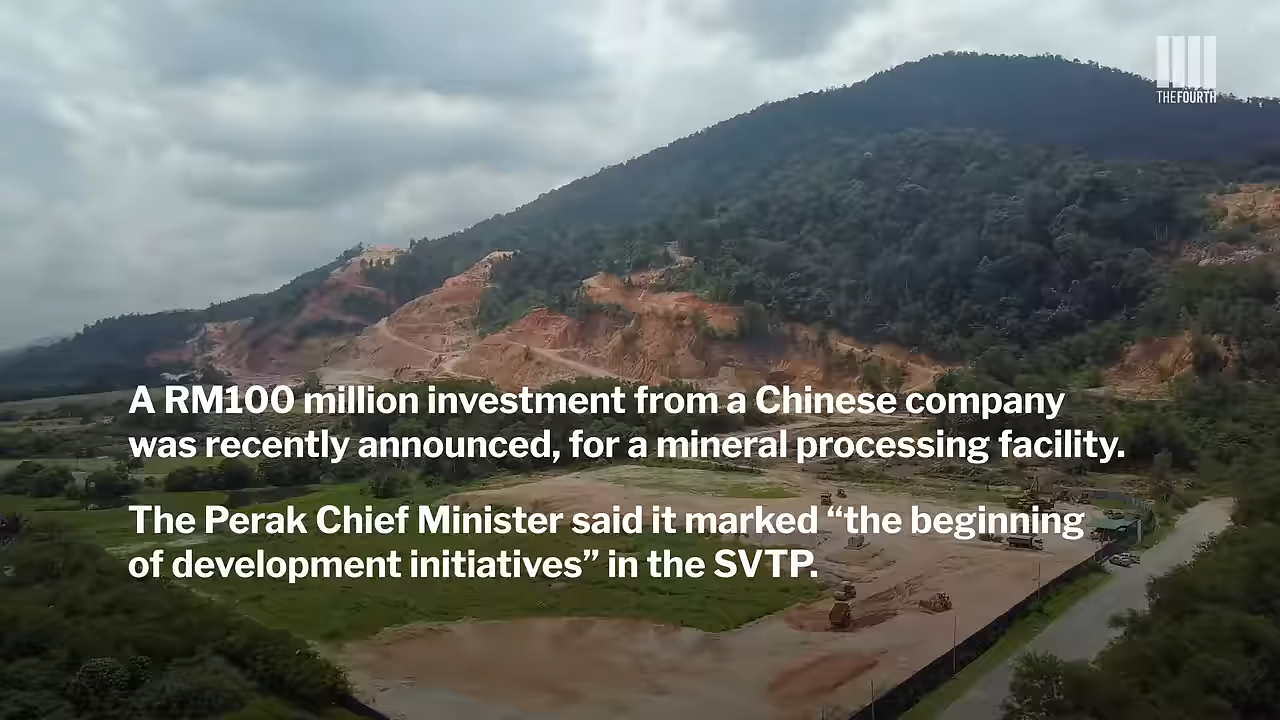 THEFOURTH
A RM100 million investment from a Chinese company
was recently announced, for a mineral processing facility.
The Perak Chief Minister said it marked “the beginning
of development initiatives” in the SVTP.